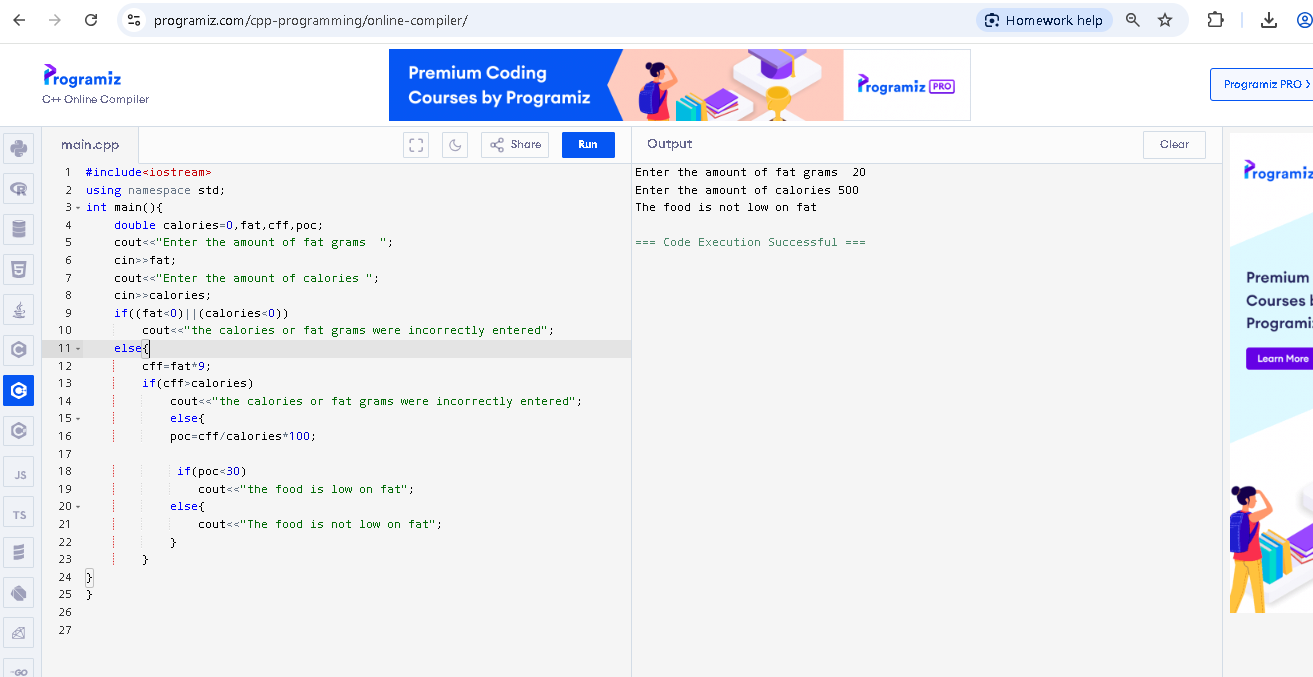 programiz.com/cpp-programming/online-compiler/
Homework help
Programiz
C++ Online Compiler
Premium Coding
Courses by Programiz
Programiz PRO
Programiz PRO >
main.cpp
Share
Run
Output
Clear
1 #include<iostream>
2 using namespace std;
3 int main(){
4 double calories=0,fat,cff,poc;
5 cout<<"Enter the amount of fat grams  ";
6 cin>>fat;
7 cout<<"Enter the amount of calories ";
8 cin>>calories;
9 if((fat<0)||(calories<0))
10 cout<<"the calories or fat grams were incorrectly entered";
11 else{
12 cff=fat*9;
13 if(cff>calories)
14 cout<<"the calories or fat grams were incorrectly entered";
15 else{
16 poc=cff/calories*100;
17
18 if(poc<30)
19 cout<<"the food is low on fat";
20 else{
21 cout<<"The food is not low on fat";
22 }
23 }
24 }
25 }
26
27
Enter the amount of fat grams  20
Enter the amount of calories 500
The food is not low on fat
=== Code Execution Successful ===
JS
TS
GO
Programiz
Premium
Courses b
Programiz
Learn More